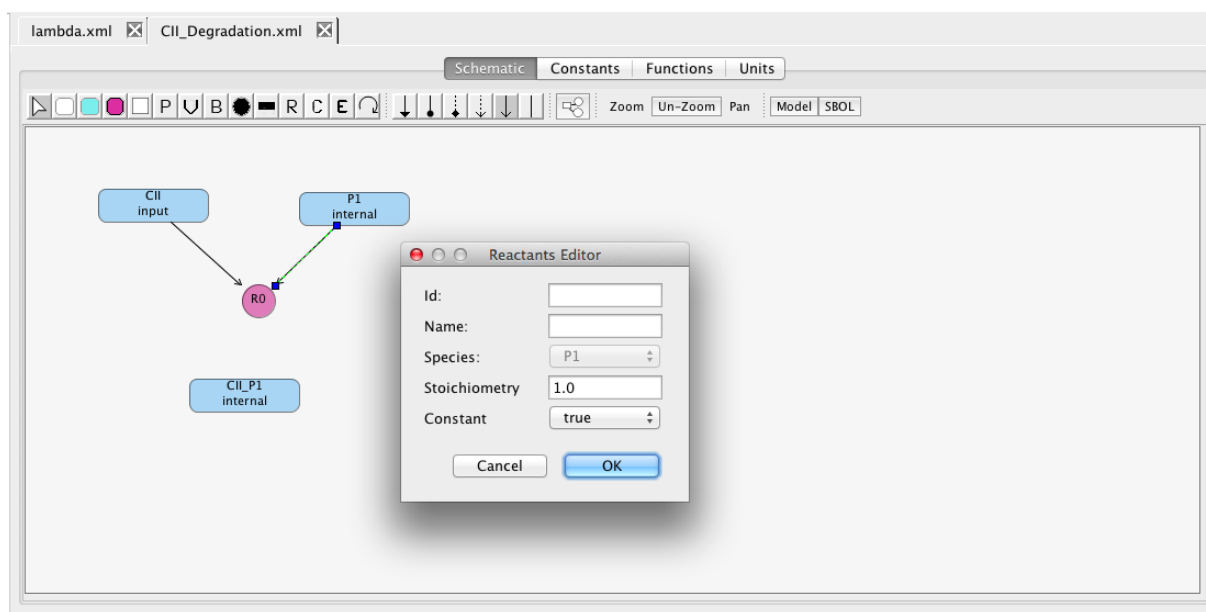 lambda.xml CII_Degradation.xml
Schematic Constants Functions Units
P V B R C E Zoom Un-Zoom Pan Model SBOL
CII
input
P1
internal
R0
CII_P1
internal
Reactants Editor
Id:
Name:
Species: P1
Stoichiometry 1.0
Constant true
Cancel OK